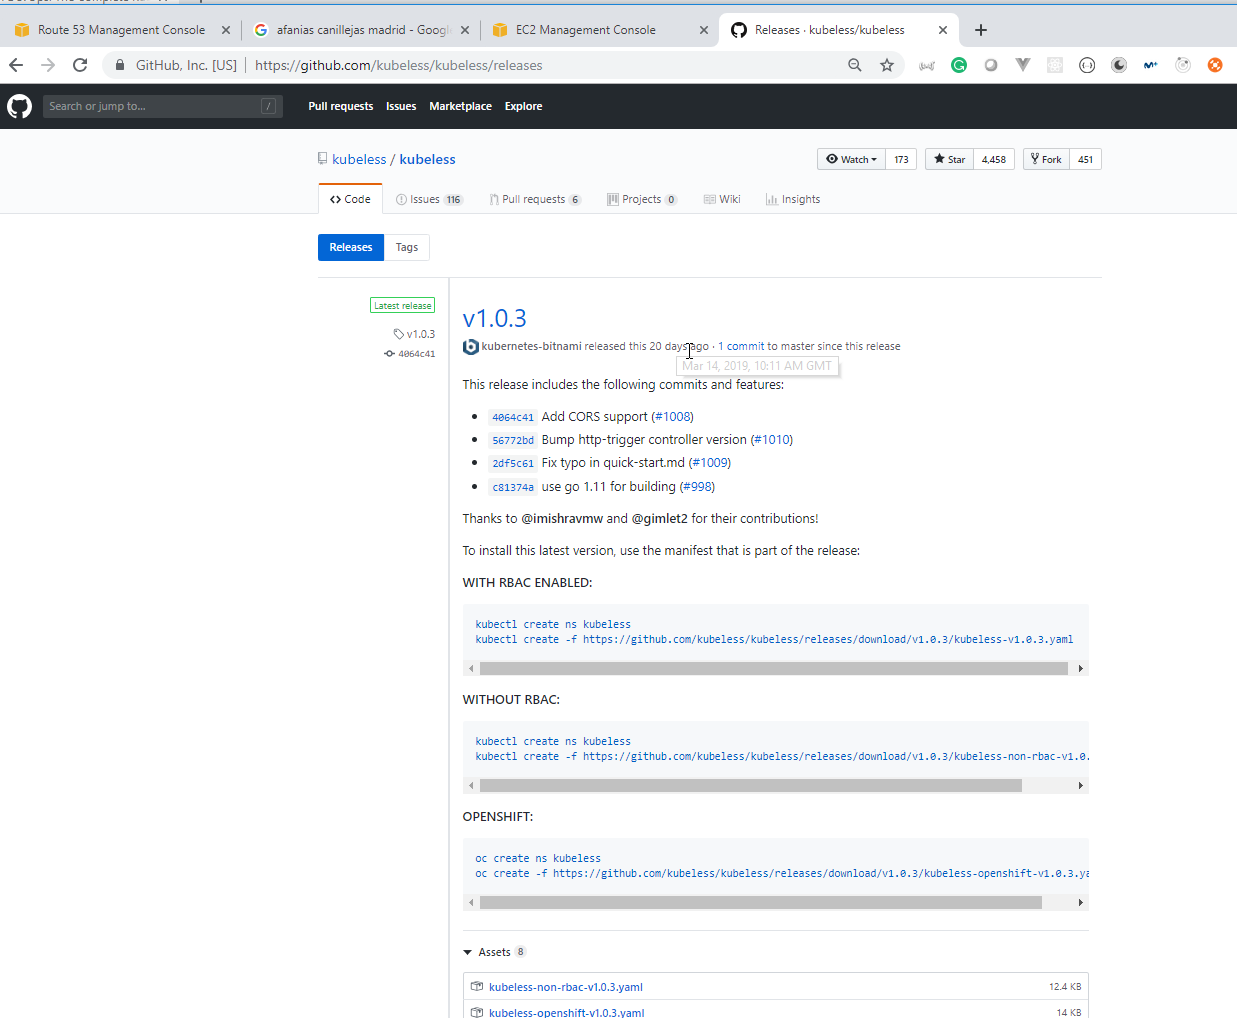 Route 53 Management Console
afanias canillejas madrid - Googl
EC2 Management Console
Releases · kubeless/kubeless
GitHub, Inc. [US] | https://github.com/kubeless/kubeless/releases
Search or jump to... /
Pull requests Issues Marketplace Explore
kubeless / kubeless
Watch 173 Star 4,458 Fork 451
Code Issues 116 Pull requests 6 Projects 0 Wiki Insights
Releases Tags
Latest release
v1.0.3
4064c41
v1.0.3
kubernetes-bitnami released this 20 days ago · 1 commit to master since this release
Mar 14, 2019, 10:11 AM GMT
This release includes the following commits and features:
4064c41 Add CORS support (#1008)
56772bd Bump http-trigger controller version (#1010)
2df5c61 Fix typo in quick-start.md (#1009)
c81374a use go 1.11 for building (#998)
Thanks to @imishravmw and @gimlet2 for their contributions!
To install this latest version, use the manifest that is part of the release:
WITH RBAC ENABLED:
kubectl create ns kubeless
kubectl create -f https://github.com/kubeless/kubeless/releases/download/v1.0.3/kubeless-v1.0.3.yaml
WITHOUT RBAC:
kubectl create ns kubeless
kubectl create -f https://github.com/kubeless/kubeless/releases/download/v1.0.3/kubeless-non-rbac-v1.0.
OPENSHIFT:
oc create ns kubeless
oc create -f https://github.com/kubeless/kubeless/releases/download/v1.0.3/kubeless-openshift-v1.0.3.ya
Assets 8
kubeless-non-rbac-v1.0.3.yaml 12.4 KB
kubeless-openshift-v1.0.3.yaml 14 KB